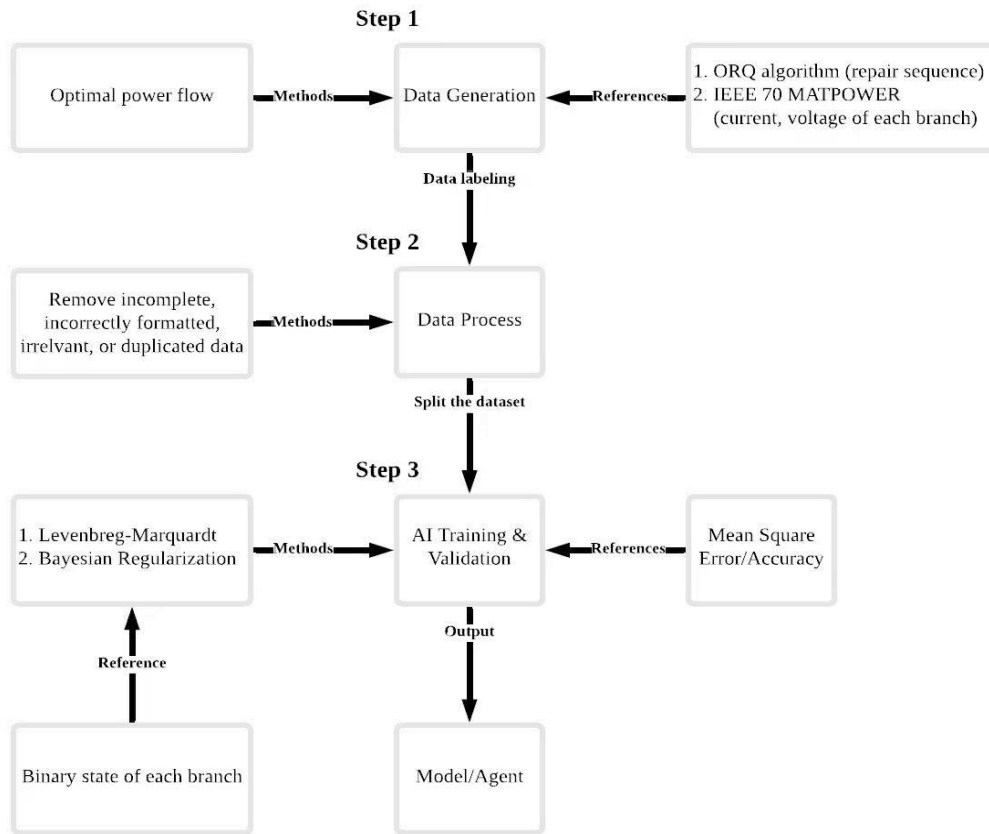 Step 1
Optimal power flow
Methods
Data Generation
References
1. ORQ algorithm (repair sequence)
2. IEEE 70 MATPOWER
(current, voltage of each branch)
Data labeling
Step 2
Remove incomplete,
incorrectly formatted,
irrelvant, or duplicated data
Methods
Data Process
Split the dataset
Step 3
1. Levenbreg-Marquardt
2. Bayesian Regularization
Methods
AI Training &
Validation
References
Mean Square
Error/Accuracy
Reference
Output
Binary state of each branch
Model/Agent